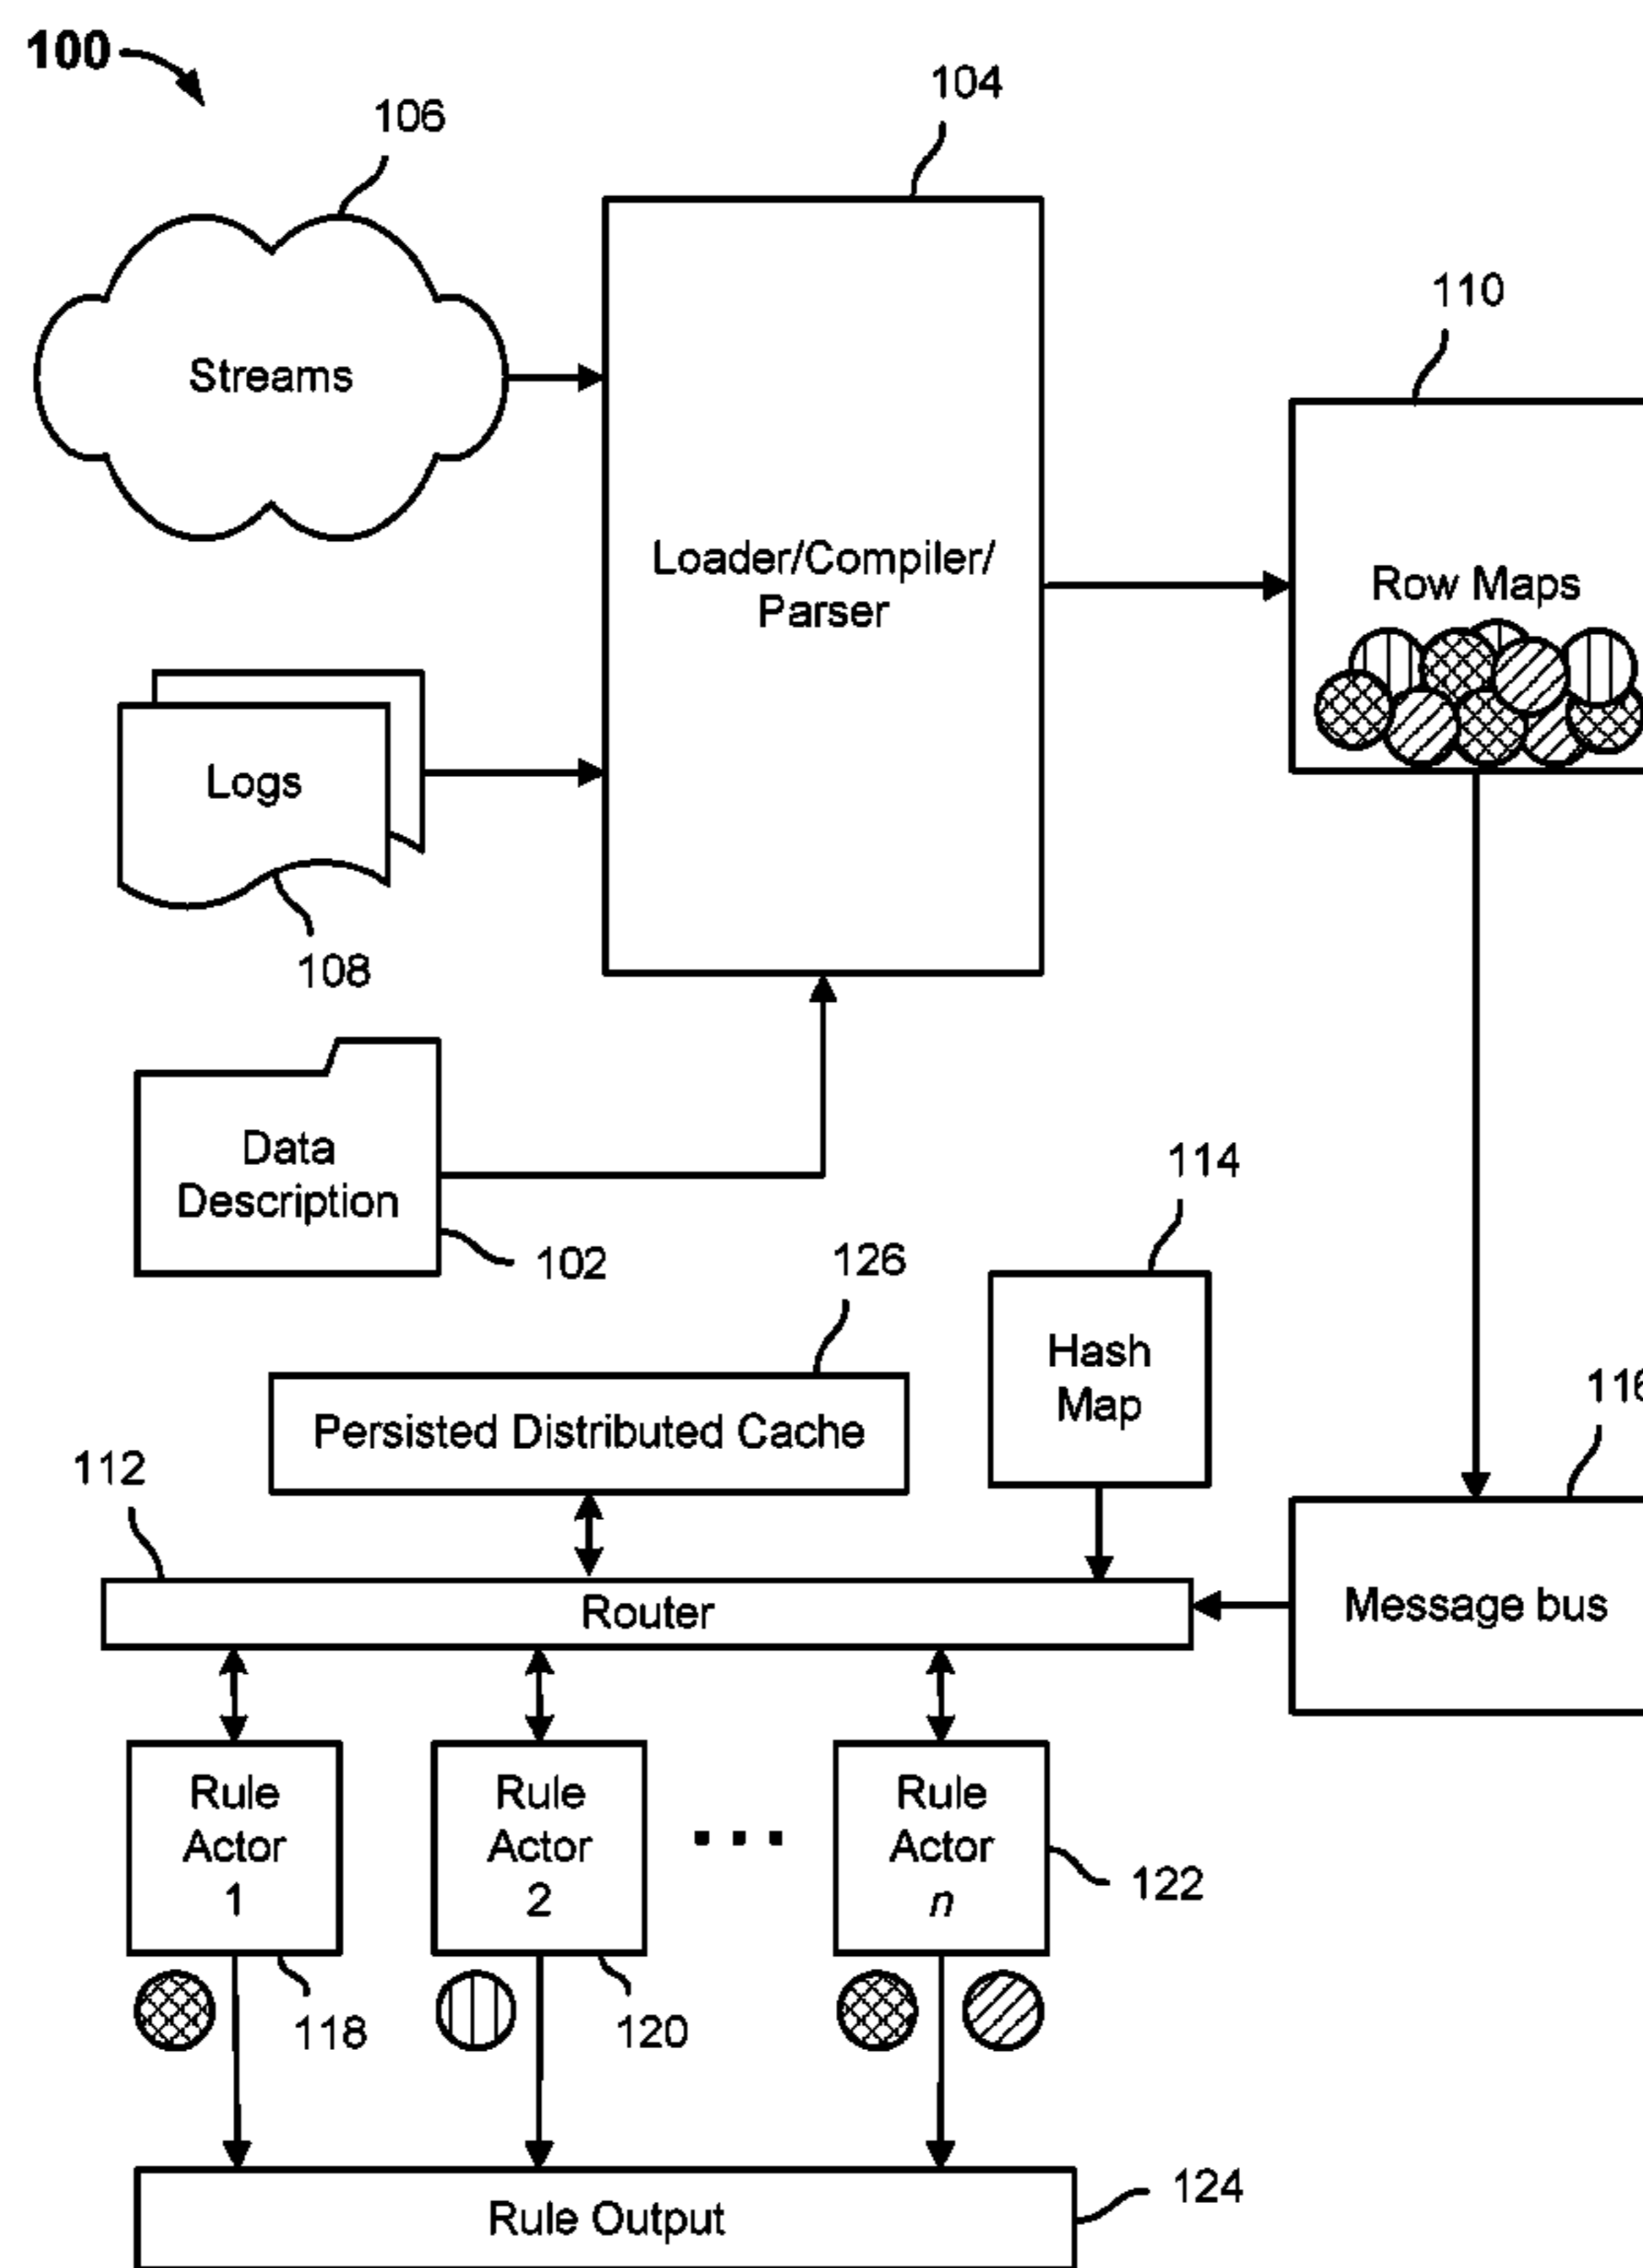 100
106
104
110
Streams
Loader/Compiler/
Parser
Row Maps
Logs
108
Data
Description
102
114
126
Hash
Map
116
Persisted Distributed Cache
112
Router
Message bus
Rule
Actor
1
Rule
Actor
2
...
Rule
Actor
n
122
118
120
124
Rule Output